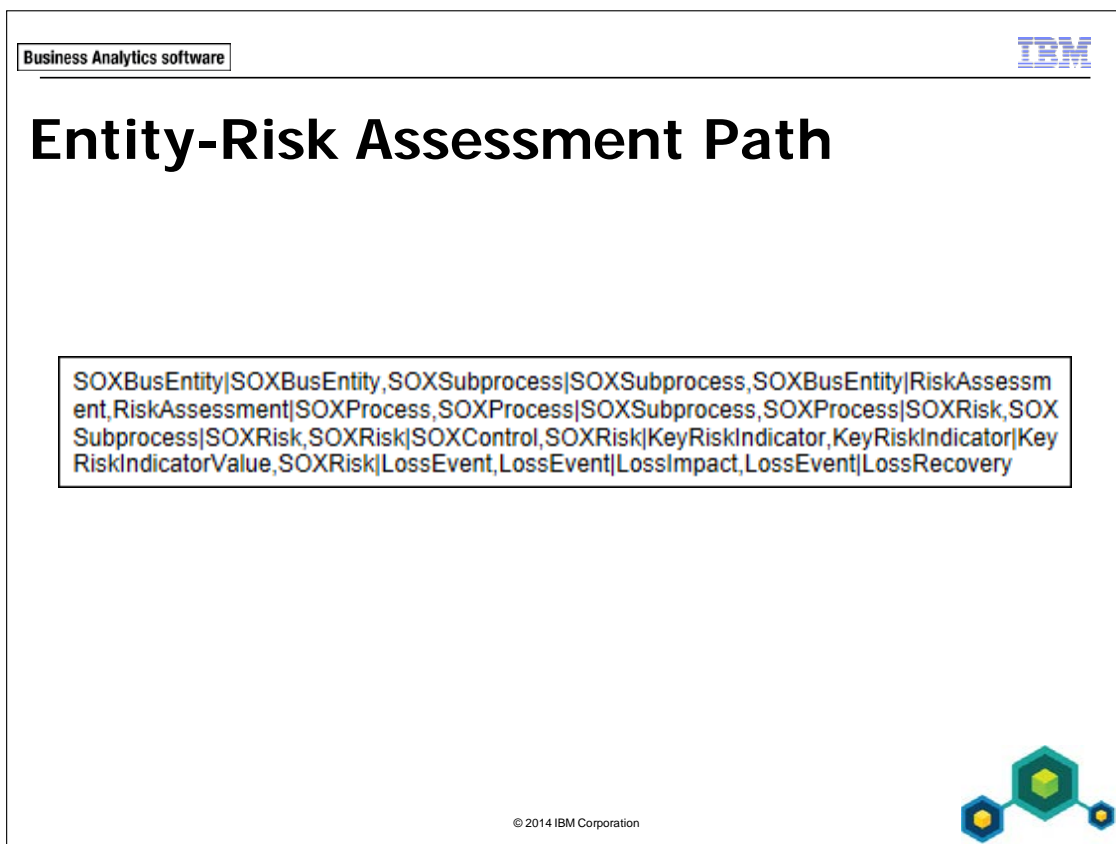 Business Analytics software
IBM
Entity-Risk Assessment Path
SOXBusEntity|SOXBusEntity,SOXSubprocess|SOXSubprocess,SOXBusEntity|RiskAssessm
ent,RiskAssessment|SOXProcess,SOXProcess|SOXSubprocess,SOXProcess|SOXRisk,SOX
Subprocess|SOXRisk,SOXRisk|SOXControl,SOXRisk|KeyRiskIndicator,KeyRiskIndicator|Key
RiskIndicatorValue,SOXRisk|LossEvent,LossEvent|LossImpact,LossEvent|LossRecovery
© 2014 IBM Corporation